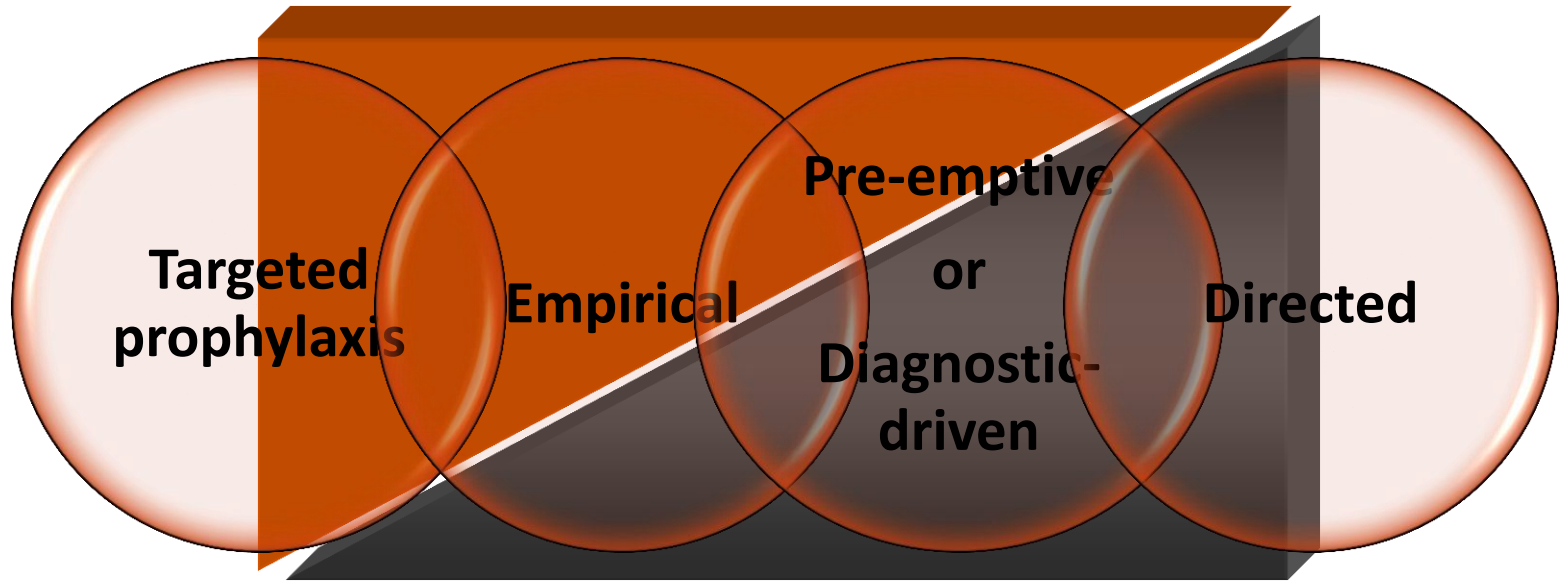 Targeted
prophylaxis
Empirical
Pre-emptive
or
Diagnostic-
driven
Directed